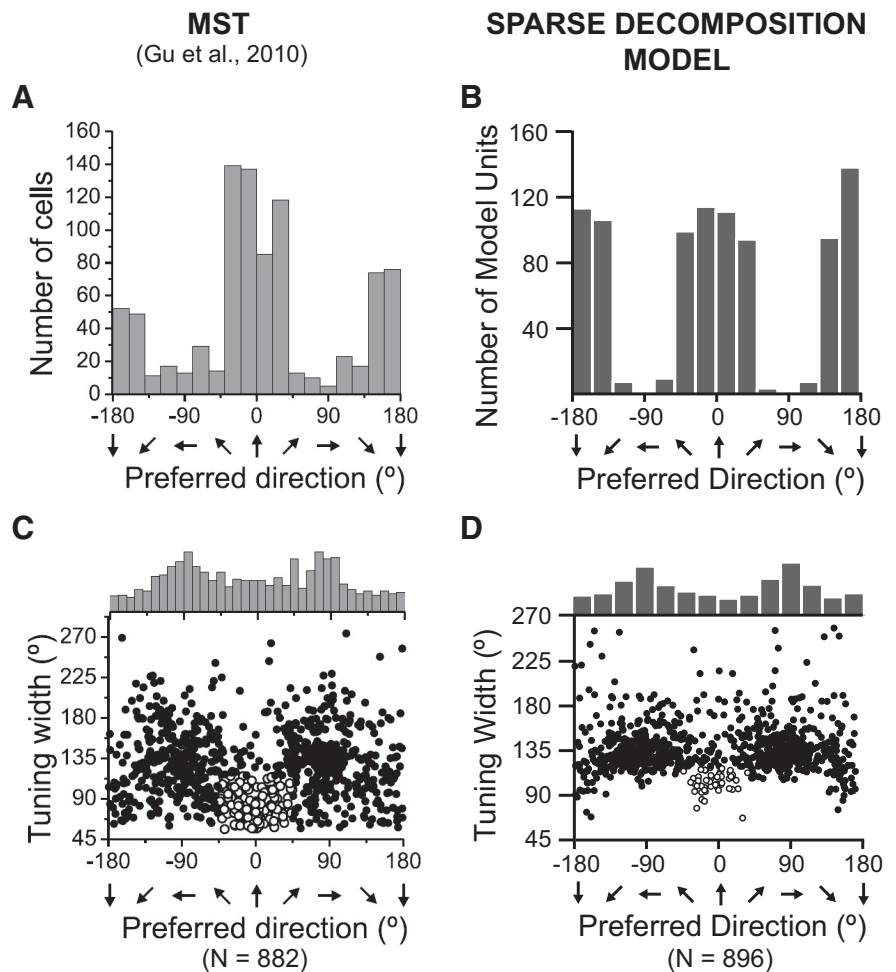 MST
(Gu et al., 2010)
SPARSE DECOMPOSITION
MODEL
A
Number of cells
160
140
120
100
80
60
40
20
0
-180 -90 0 90 180
Preferred direction (º)
B
Number of Model Units
160
120
80
40
-180 -90 0 90 180
Preferred Direction (º)
C
Tuning width (º)
270
225
180
135
90
45
-180 -90 0 90 180
Preferred direction (º)
(N = 882)
D
Tuning Width (º)
270
225
180
135
90
45
-180 -90 0 90 180
Preferred Direction (º)
(N = 896)